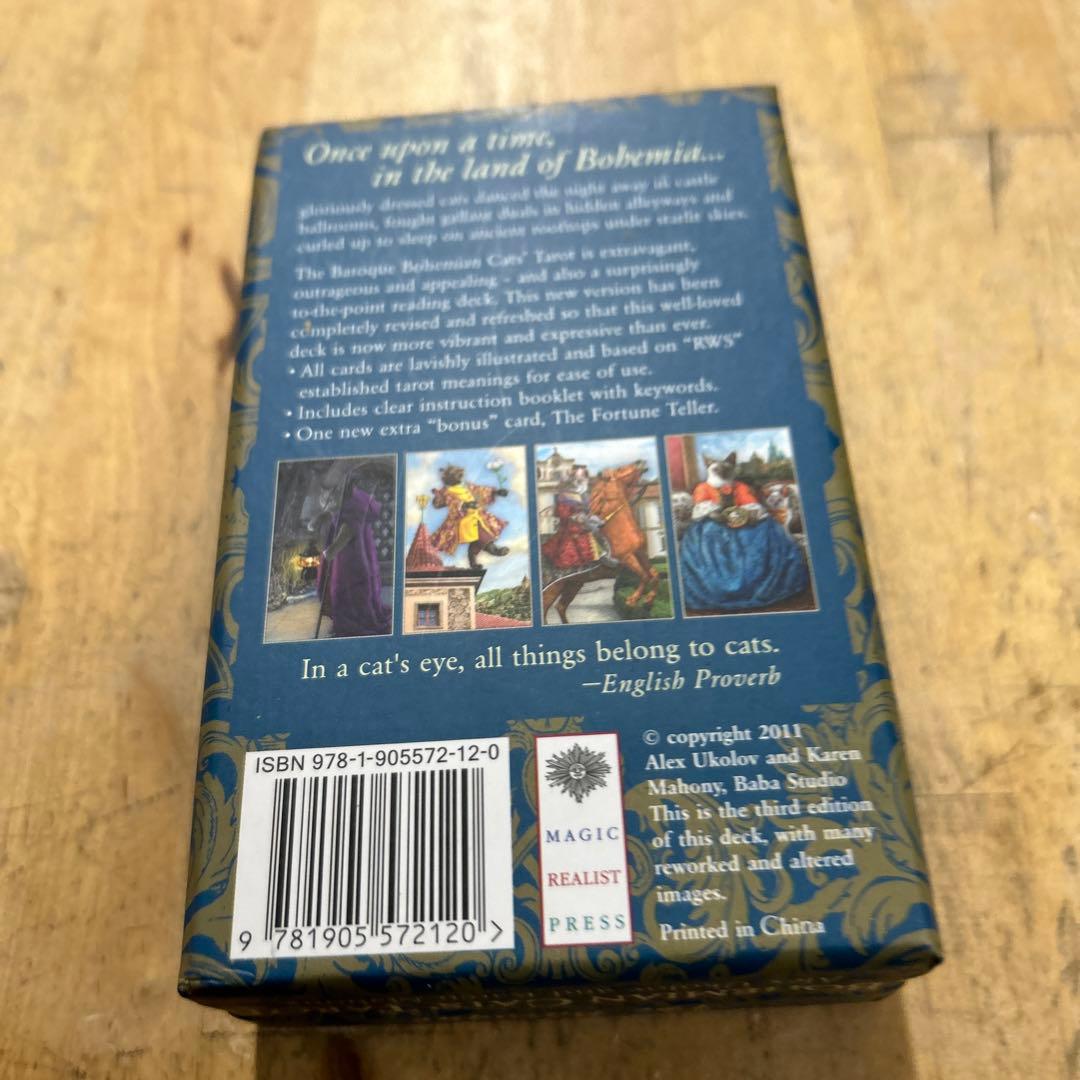 Once upon a time,
in the land of Bohemia...
gloriously dressed cats danced the night away in castle
ballrooms, fought gallant duels in hidden alleyways and
curled up to sleep on ancient rooftops under starlit skies.
The Baroque Bohemian Cats' Tarot is extravagant,
outrageous and appealing - and also a surprisingly
to-the-point reading deck. This new version has been
completely revised and refreshed so that this well-loved
deck is now more vibrant and expressive than ever.
• All cards are lavishly illustrated and based on "RWS"
established tarot meanings for ease of use.
• Includes clear instruction booklet with keywords.
• One new extra "bonus" card, The Fortune Teller.
In a cat's eye, all things belong to cats.
—English Proverb
ISBN 978-1-905572-12-0
9 781905 572120 >
MAGIC
REALIST
PRESS
© copyright 2011
Alex Ukolov and Karen
Mahony, Baba Studio
This is the third edition
of this deck, with many
reworked and altered
images.
Printed in China